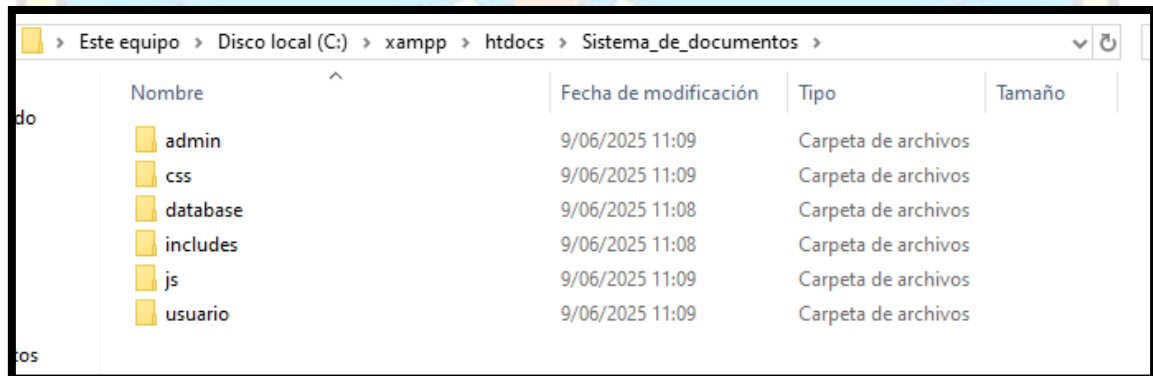 Este equipo > Disco local (C:) > xampp > htdocs > Sistema_de_documentos >
Nombre Fecha de modificación Tipo Tamaño
do
admin 9/06/2025 11:09 Carpeta de archivos
css 9/06/2025 11:09 Carpeta de archivos
database 9/06/2025 11:08 Carpeta de archivos
includes 9/06/2025 11:08 Carpeta de archivos
js 9/06/2025 11:09 Carpeta de archivos
usuario 9/06/2025 11:09 Carpeta de archivos
tos